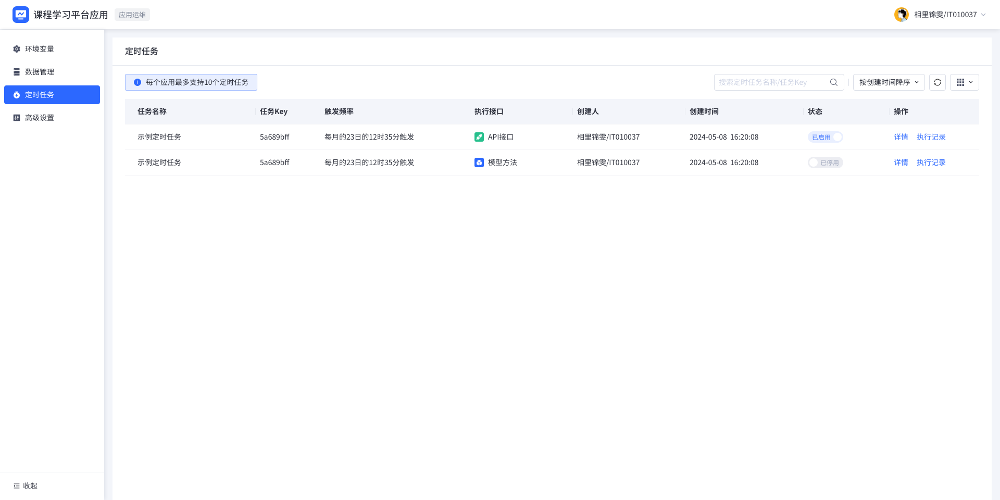 课程学习平台应用 应用运维 相里锦雯/IT010037
环境变量
数据管理
定时任务
高级设置
收起
定时任务
每个应用最多支持10个定时任务 搜索定时任务名称/任务Key 按创建时间降序
任务名称 任务Key 触发频率 执行接口 创建人 创建时间 状态 操作
示例定时任务 5a689bff 每月的23日的12时35分触发 API接口 相里锦雯/IT010037 2024-05-08 16:20:08 已启用 详情 执行记录
示例定时任务 5a689bff 每月的23日的12时35分触发 模型方法 相里锦雯/IT010037 2024-05-08 16:20:08 已停用 详情 执行记录